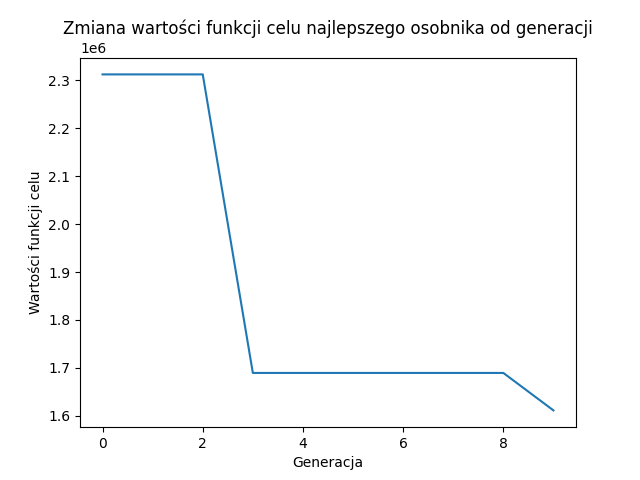 Zmiana wartości funkcji celu najlepszego osobnika od generacji
1e6
2.3
2.2
2.1
2.0
1.9
1.8
1.7
1.6
Wartości funkcji celu
0 2 4 6 8
Generacja